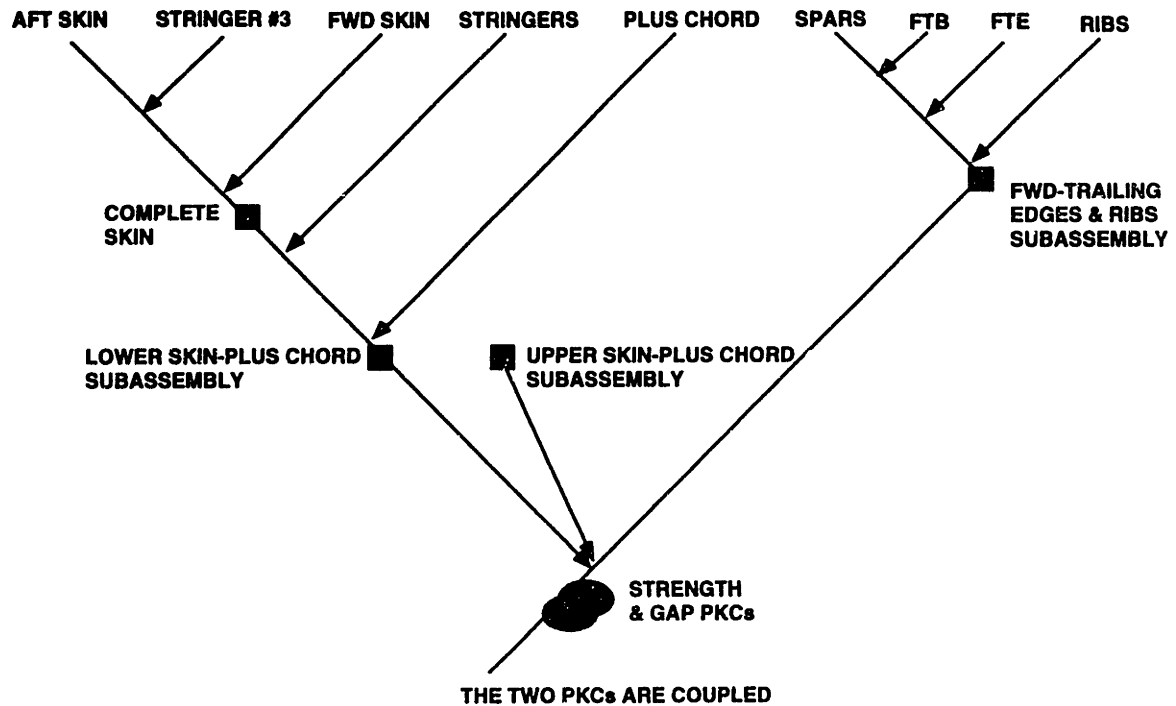 AFT SKIN
STRINGER #3
FWD SKIN
STRINGERS
PLUS CHORD
SPARS
FTB
FTE
RIBS
COMPLETE
SKIN
FWD-TRAILING
EDGES & RIBS
SUBASSEMBLY
LOWER SKIN-PLUS CHORD
SUBASSEMBLY
UPPER SKIN-PLUS CHORD
SUBASSEMBLY
STRENGTH
& GAP PKCs
THE TWO PKCs ARE COUPLED